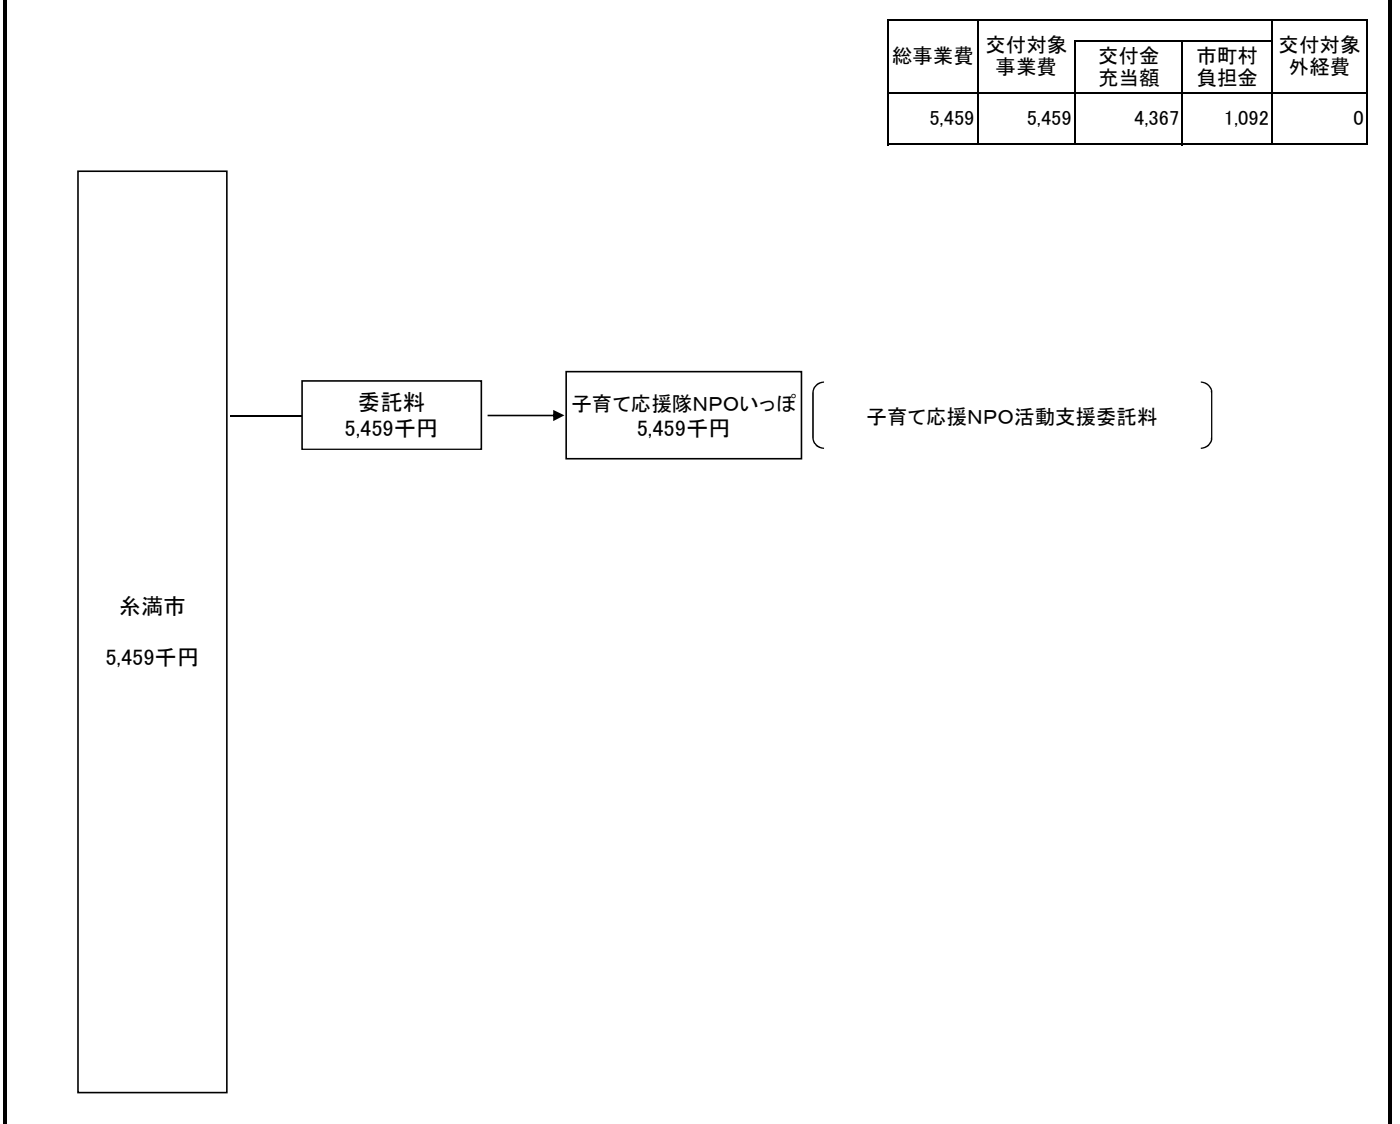 総事業費
交付対象
事業費
交付金
充当額
市町村
負担金
交付対象
外経費
5,459
5,459
4,367
1,092
0
委託料
5,459千円
子育て応援隊NPOいっぽ
5,459千円
子育て応援NPO活動支援委託料
糸満市
5,459千円